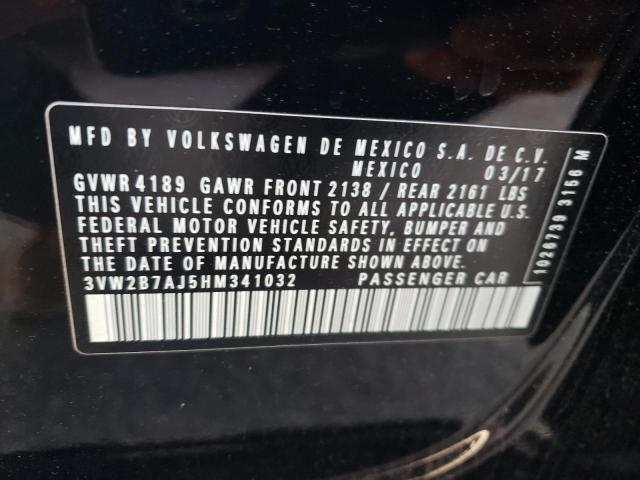 MFD BY VOLKSWAGEN DE MEXICO S.A. DE C.V.
MEXICO 03/17
GVWR 4189 GAWR FRONT 2138 / REAR 2161 LBS
THIS VEHICLE CONFORMS TO ALL APPLICABLE U.S.
FEDERAL MOTOR VEHICLE SAFETY, BUMPER AND
THEFT PREVENTION STANDARDS IN EFFECT ON
THE DATE OF MANUFACTURE SHOWN ABOVE.
3VW2B7AJ5HM341032 PASSENGER CAR
1026739 3156 M